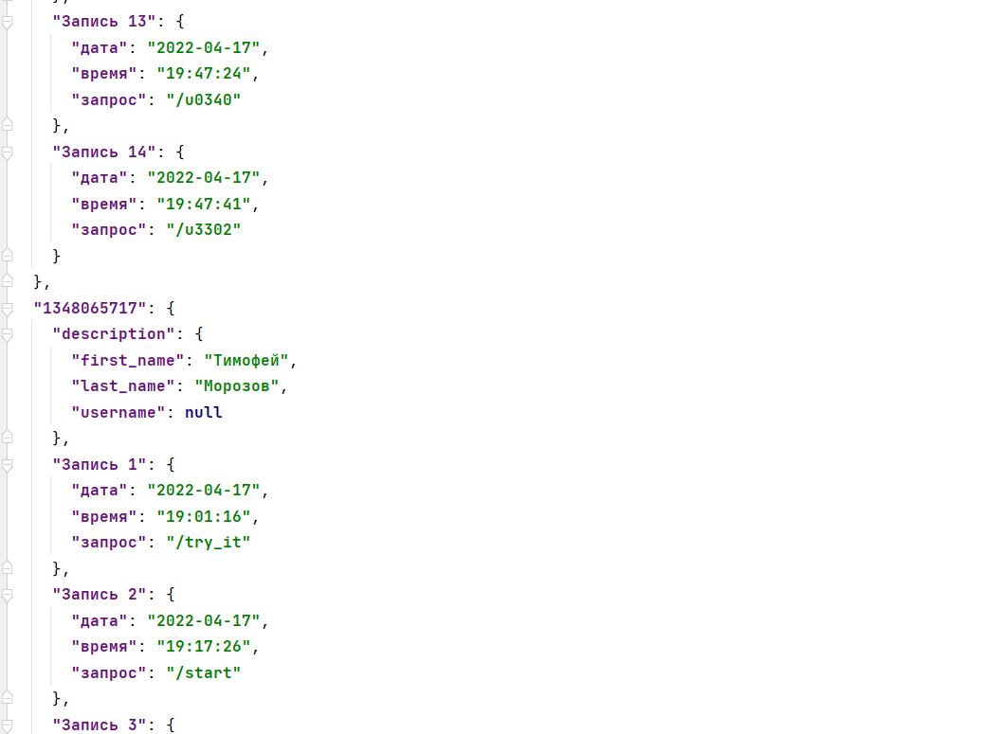 },
"Запись 13": {
"дата": "2022-04-17",
"время": "19:47:24",
"запрос": "/u0340"
},
"Запись 14": {
"дата": "2022-04-17",
"время": "19:47:41",
"запрос": "/u3302"
}
},
"1348065717": {
"description": {
"first_name": "Тимофей",
"last_name": "Морозов",
"username": null
},
"Запись 1": {
"дата": "2022-04-17",
"время": "19:01:16",
"запрос": "/try_it"
},
"Запись 2": {
"дата": "2022-04-17",
"время": "19:17:26",
"запрос": "/start"
},
"Запись 3": {